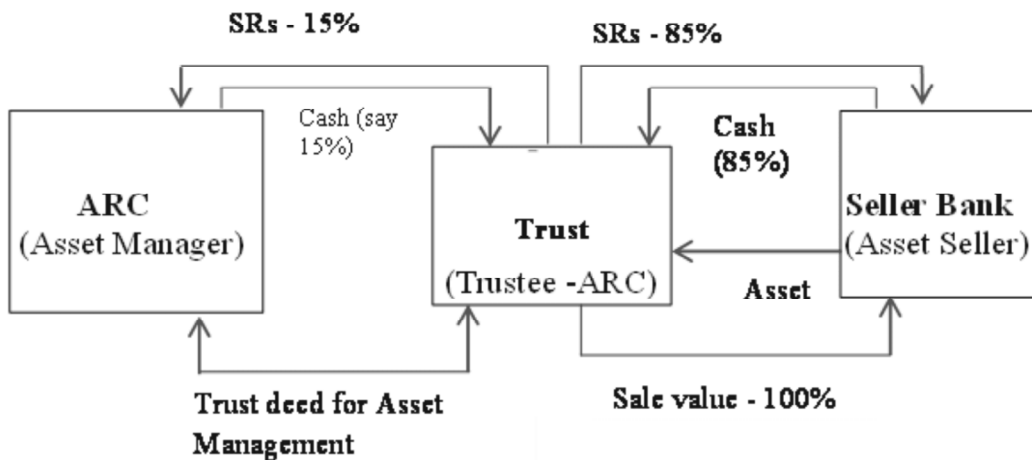 SRs - 15%
SRs - 85%
Cash (say
15%)
Cash
(85%)
ARC
(Asset Manager)
Trust
(Trustee -ARC)
Seller Bank
(Asset Seller)
Asset
Trust deed for Asset
Management
Sale value - 100%